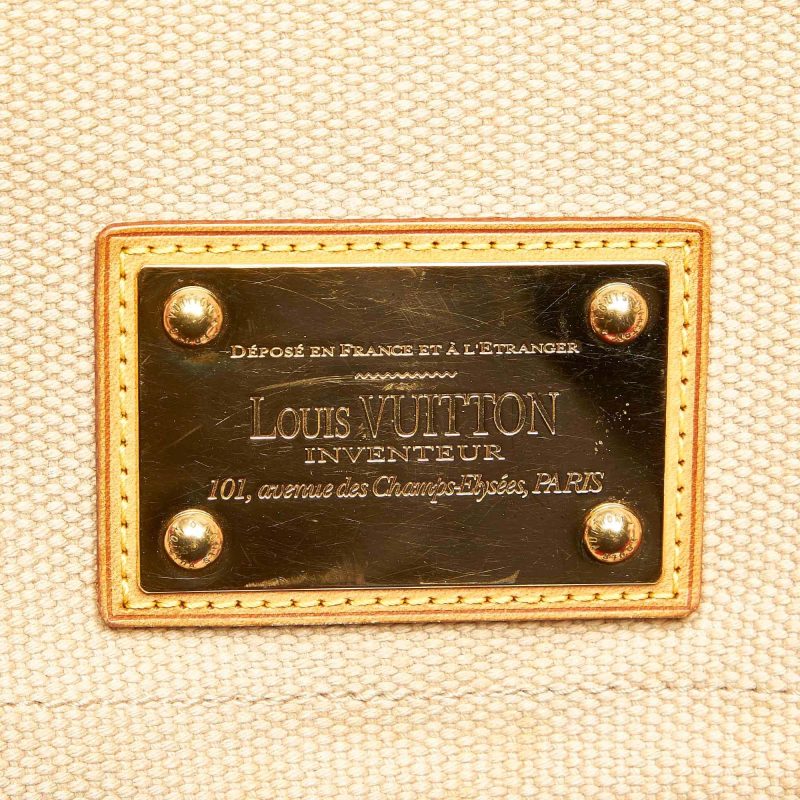 DÉPOSÉ EN FRANCE ET À L'ETRANGER
LOUIS VUITTON
INVENTEUR
101, avenue des Champs-Elysées, PARIS